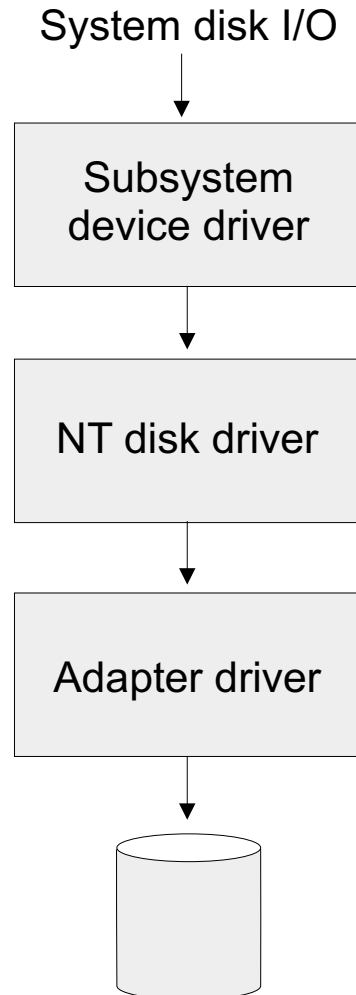 System disk I/O
Subsystem
device driver
NT disk driver
Adapter driver